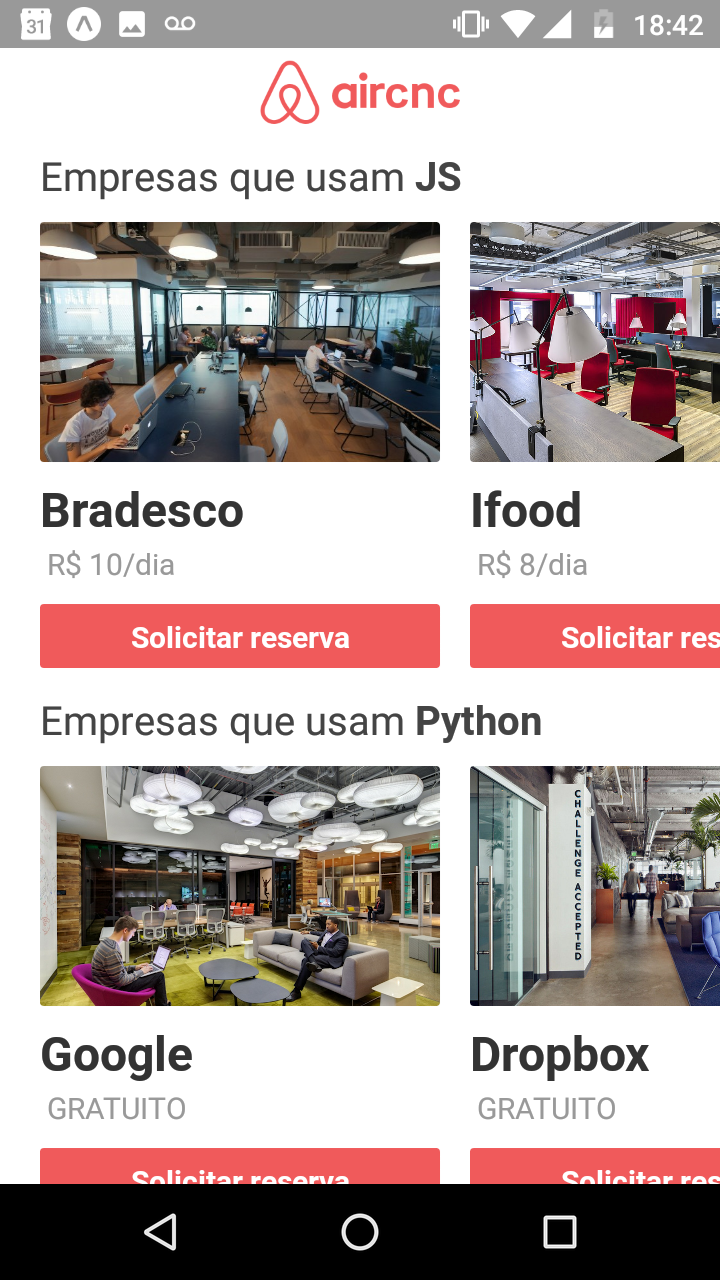 31 18:42
aircnc
Empresas que usam JS
Bradesco Ifood
R$ 10/dia R$ 8/dia
Solicitar reserva Solicitar res
Empresas que usam Python
CHALLENGE ACCEPTED
Google Dropbox
GRATUITO GRATUITO
Solicitar reserva Solicitar res